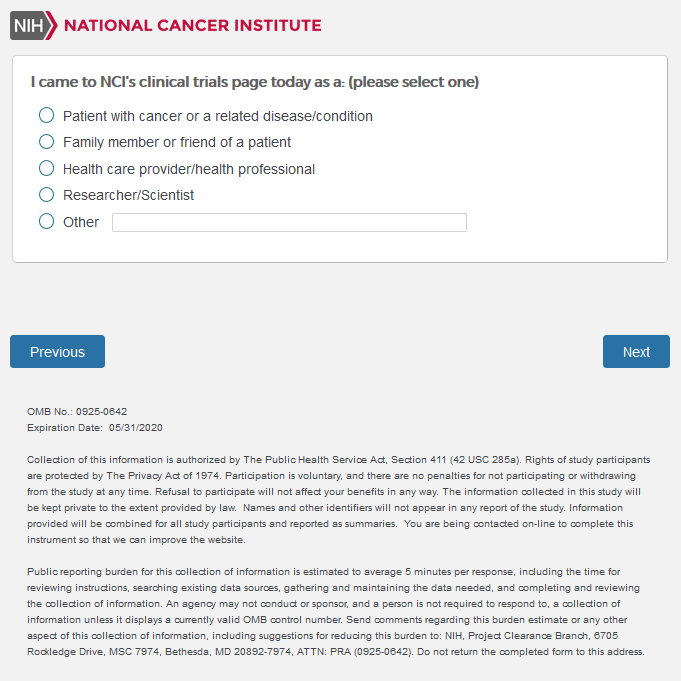 NIH NATIONAL CANCER INSTITUTE
I came to NCI's clinical trials page today as a: (please select one)
Patient with cancer or a related disease/condition
Family member or friend of a patient
Health care provider/health professional
Researcher/Scientist
Other
Previous
Next
OMB No.: 0925-0642
Expiration Date:  05/31/2020
Collection of this information is authorized by The Public Health Service Act, Section 411 (42 USC 285a). Rights of study participants
are protected by The Privacy Act of 1974. Participation is voluntary, and there are no penalties for not participating or withdrawing
from the study at any time. Refusal to participate will not affect your benefits in any way. The information collected in this study will
be kept private to the extent provided by law.  Names and other identifiers will not appear in any report of the study. Information
provided will be combined for all study participants and reported as summaries.  You are being contacted on-line to complete this
instrument so that we can improve the website.
Public reporting burden for this collection of information is estimated to average 5 minutes per response, including the time for
reviewing instructions, searching existing data sources, gathering and maintaining the data needed, and completing and reviewing
the collection of information. An agency may not conduct or sponsor, and a person is not required to respond to, a collection of
information unless it displays a currently valid OMB control number. Send comments regarding this burden estimate or any other
aspect of this collection of information, including suggestions for reducing this burden to: NIH, Project Clearance Branch, 6705
Rockledge Drive, MSC 7974, Bethesda, MD 20892-7974, ATTN: PRA (0925-0642). Do not return the completed form to this address.